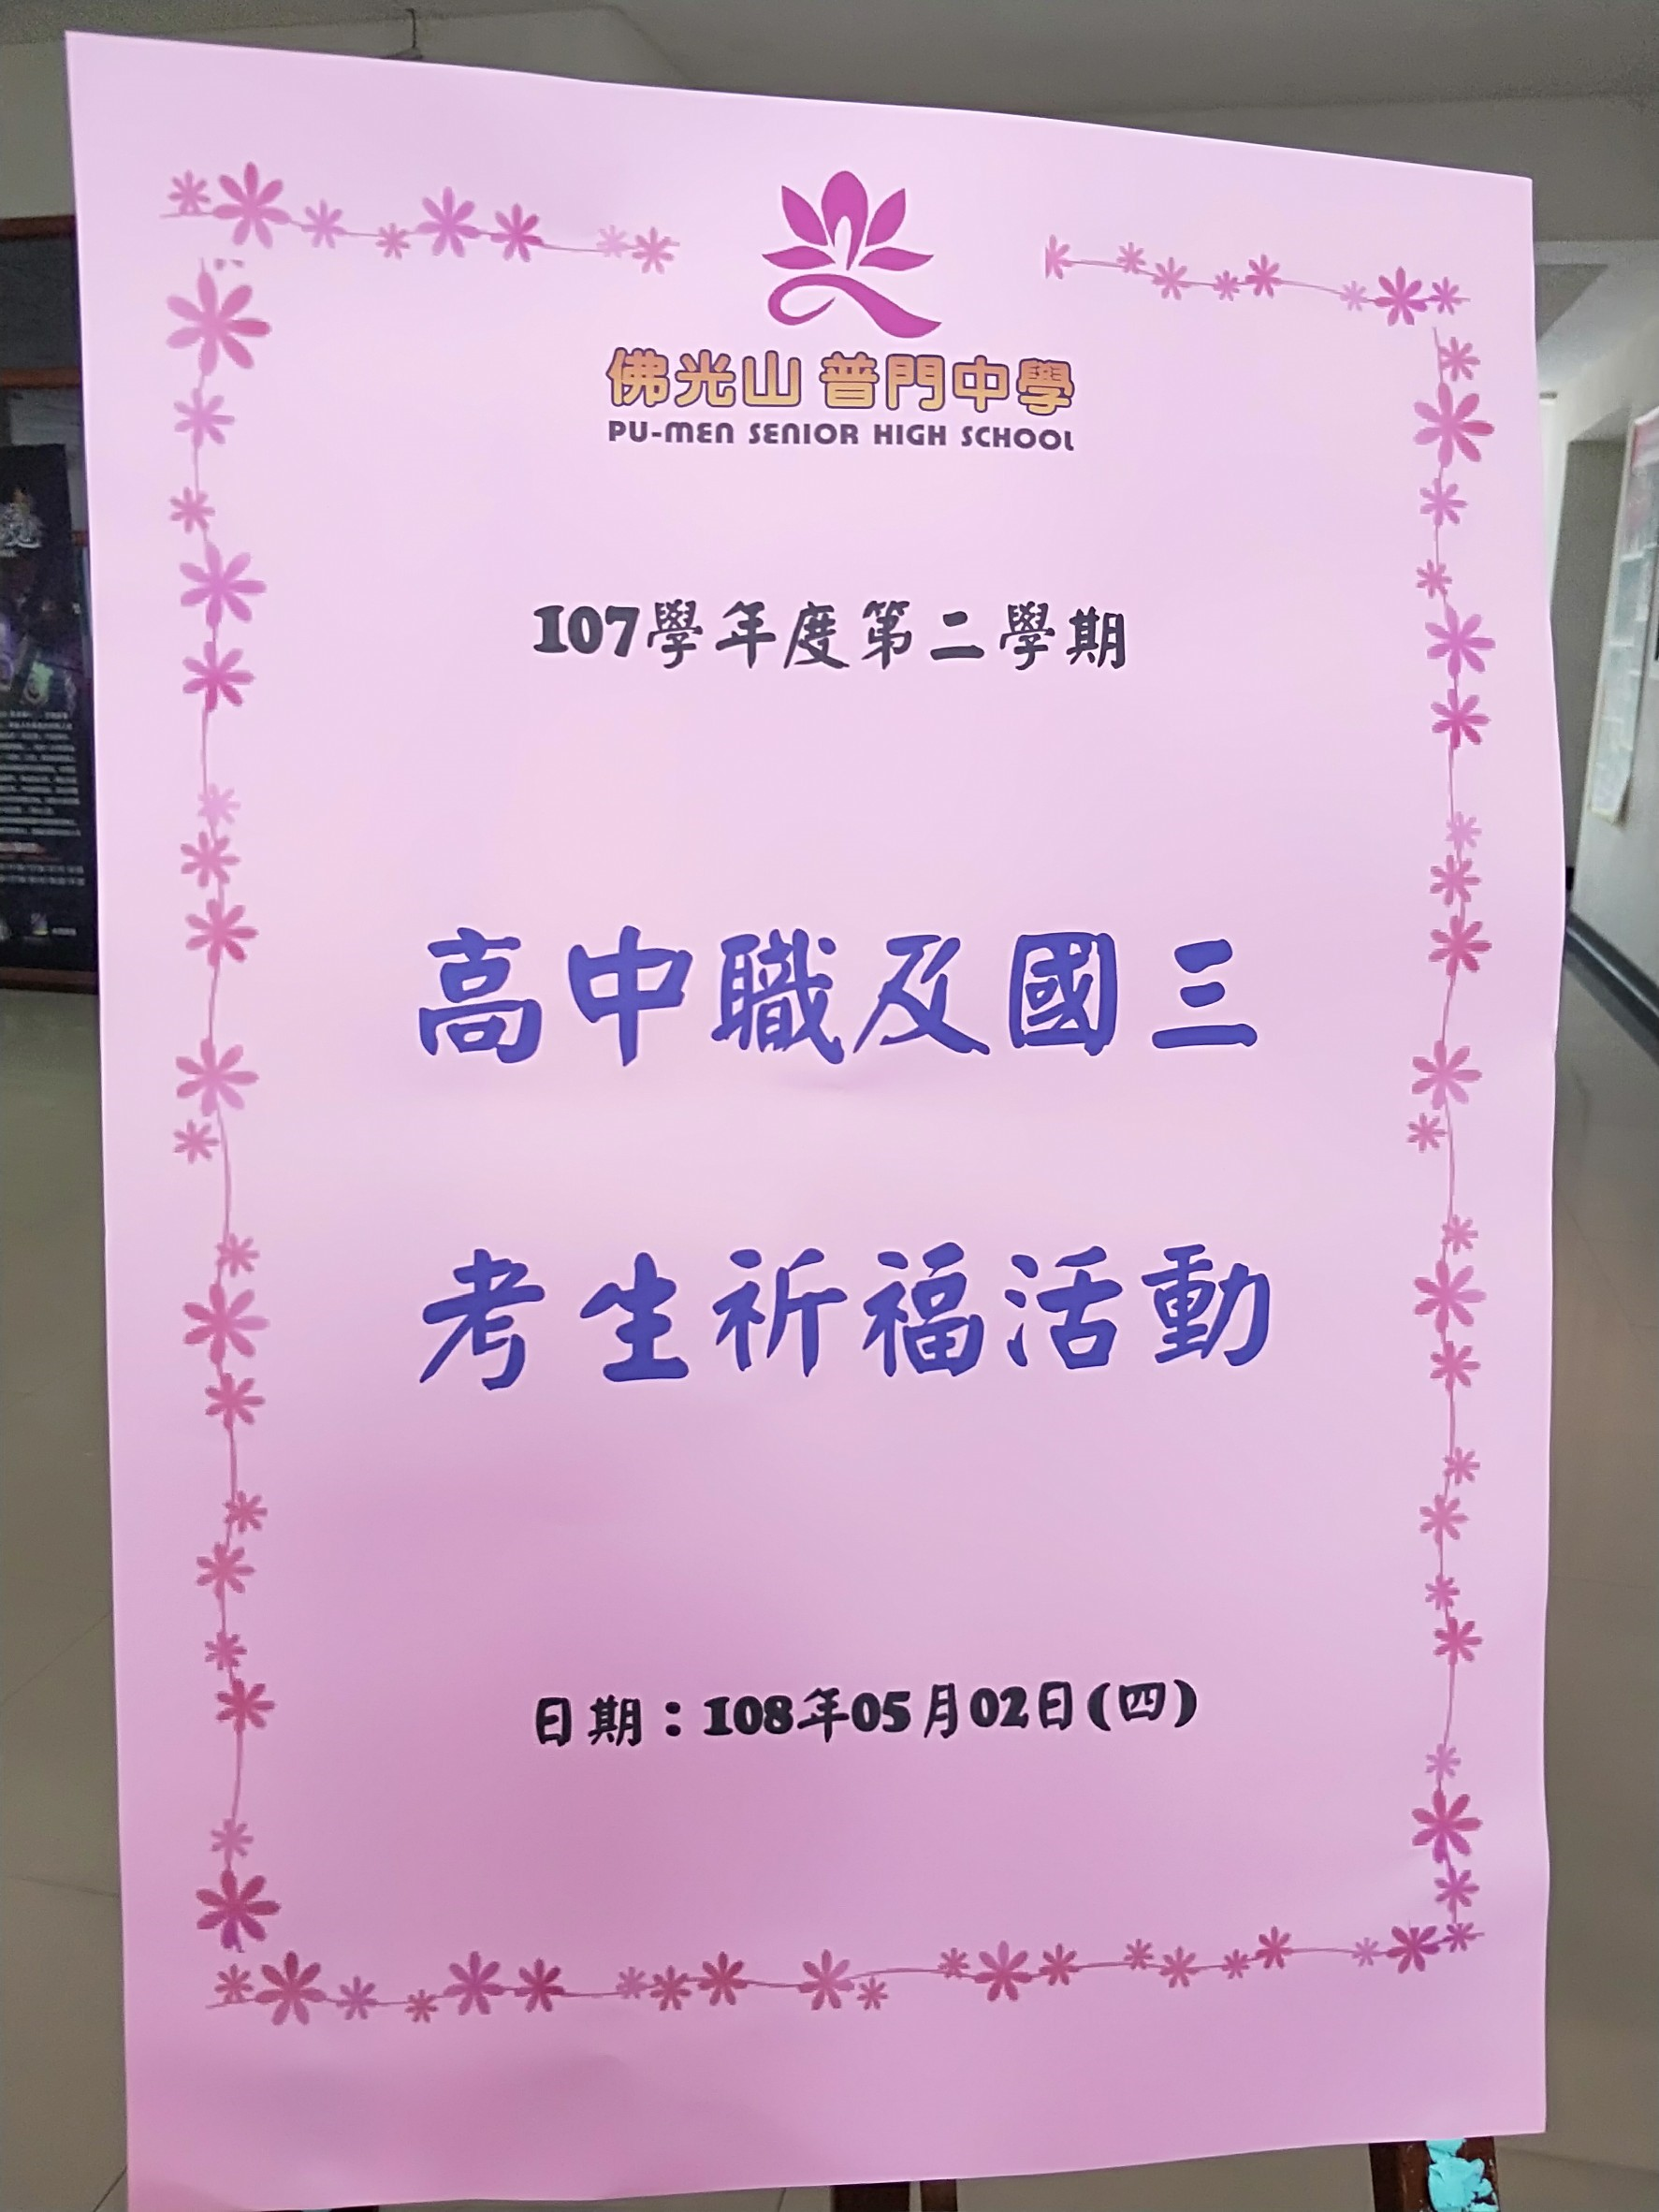 佛光山 普門中學
PU-MEN SENIOR HIGH SCHOOL
107學年度第二學期
高中職及國三
考生祈福活動
日期：108年05月02日(四)